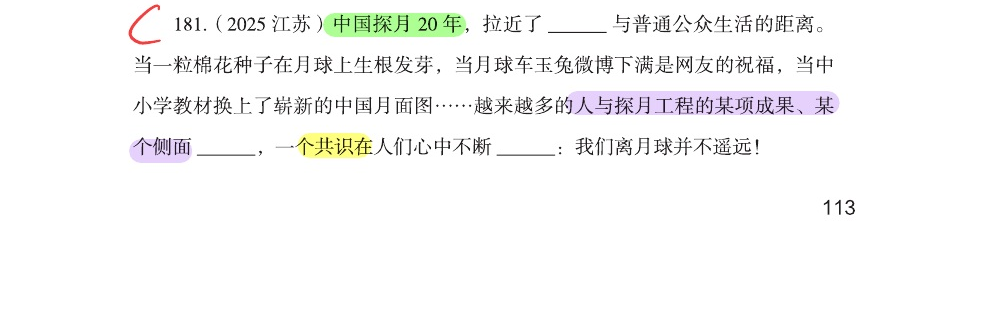 C 181.（2025 江苏）中国探月 20 年，拉近了 ______ 与普通公众生活的距离。
当一粒棉花种子在月球上生根发芽，当月球车玉兔微博下满是网友的祝福，当中
小学教材换上了崭新的中国月面图……越来越多的人与探月工程的某项成果、某
个侧面 ______，一个共识在人们心中不断 ______：我们离月球并不遥远！
113